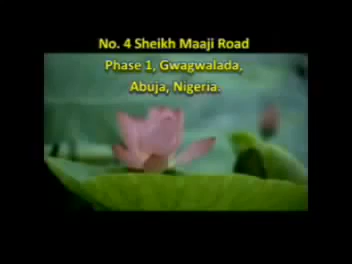 No. 4 Sheikh Maaji Road
Phase 1, Gwagwalada,
Abuja, Nigeria.